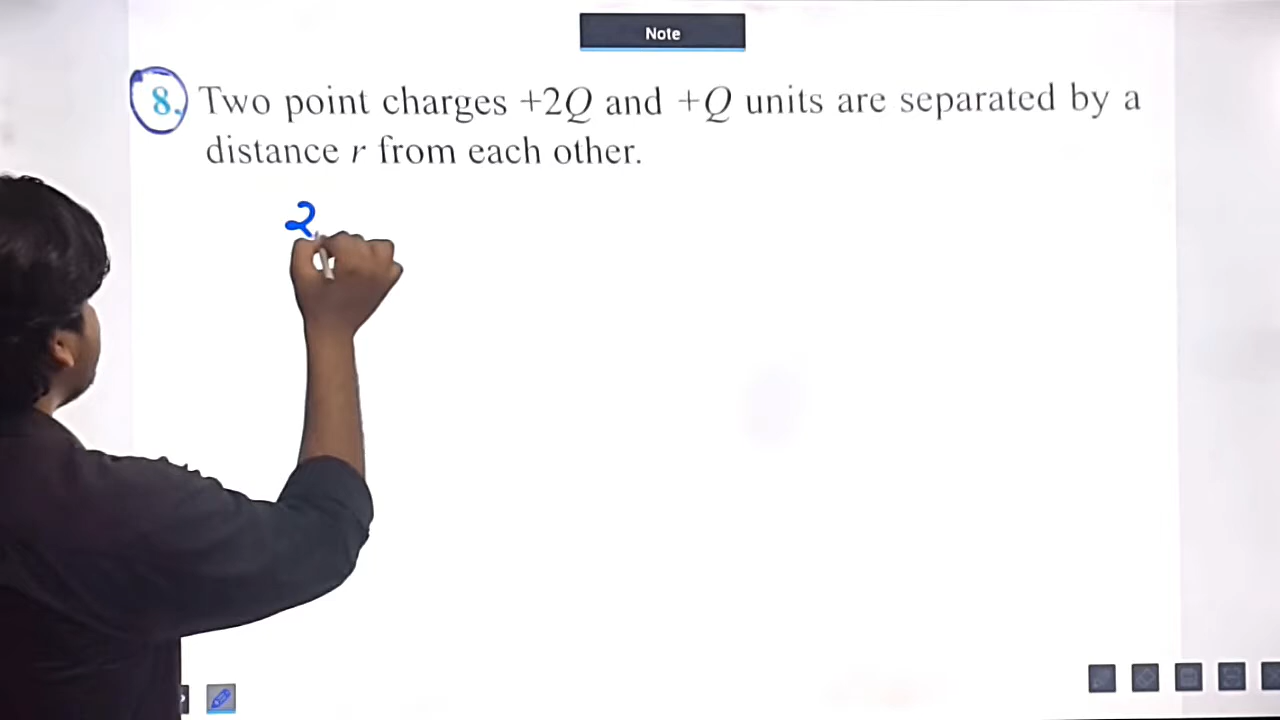 Note
8. Two point charges +2Q and +Q units are separated by a
distance r from each other.
2